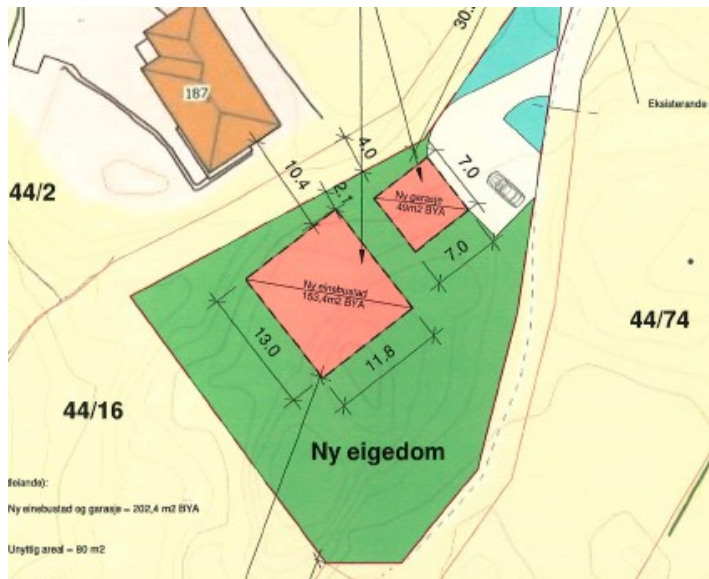 30.
187
Eksisterande
4.0
7.0
10.4
44/2
2.1
Ny garasje
49m2 BYA
7.0
Ny einebustad
153,4m2 BYA
44/74
13.0
11.8
44/16
Ny eigedom
Ny einebustad og garasje = 202,4 m2 BYA
Unyttig areal = 80 m2